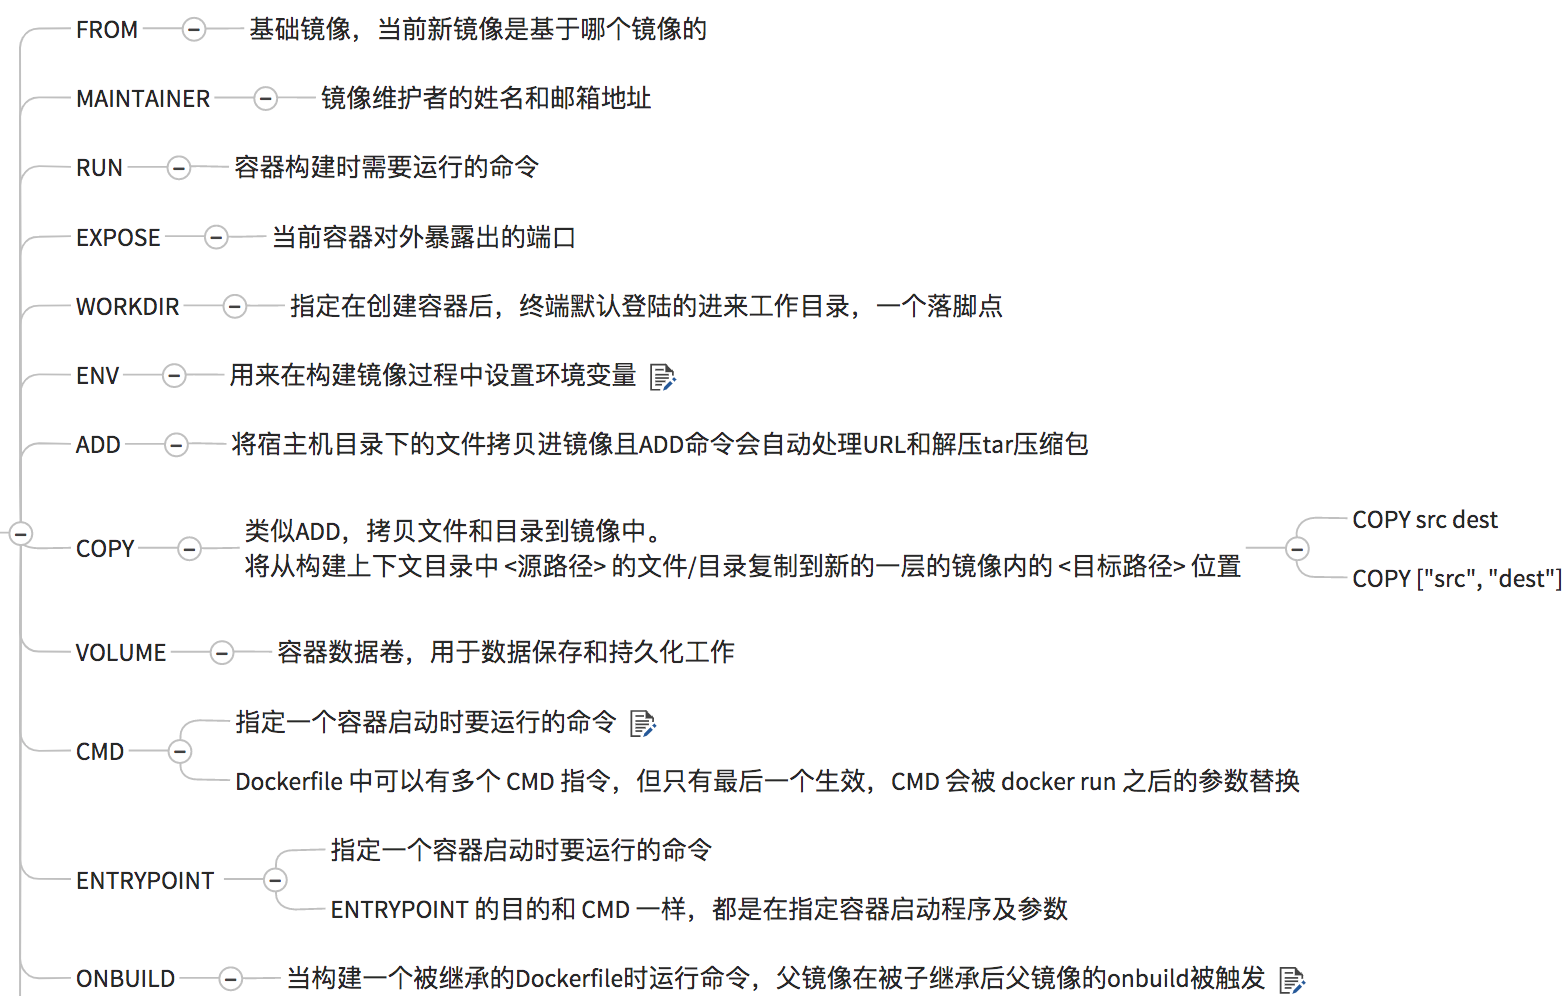 FROM 基础镜像，当前新镜像是基于哪个镜像的
MAINTAINER 镜像维护者的姓名和邮箱地址
RUN 容器构建时需要运行的命令
EXPOSE 当前容器对外暴露出的端口
WORKDIR 指定在创建容器后，终端默认登陆的进来工作目录，一个落脚点
ENV 用来在构建镜像过程中设置环境变量
ADD 将宿主机目录下的文件拷贝进镜像且ADD命令会自动处理URL和解压tar压缩包
COPY
类似ADD，拷贝文件和目录到镜像中。
将从构建上下文目录中 <源路径> 的文件/目录复制到新的一层的镜像内的 <目标路径> 位置
COPY src dest
COPY ["src", "dest"]
VOLUME 容器数据卷，用于数据保存和持久化工作
CMD
指定一个容器启动时要运行的命令
Dockerfile 中可以有多个 CMD 指令，但只有最后一个生效，CMD 会被 docker run 之后的参数替换
ENTRYPOINT
指定一个容器启动时要运行的命令
ENTRYPOINT 的目的和 CMD 一样，都是在指定容器启动程序及参数
ONBUILD 当构建一个被继承的Dockerfile时运行命令，父镜像在被子继承后父镜像的onbuild被触发